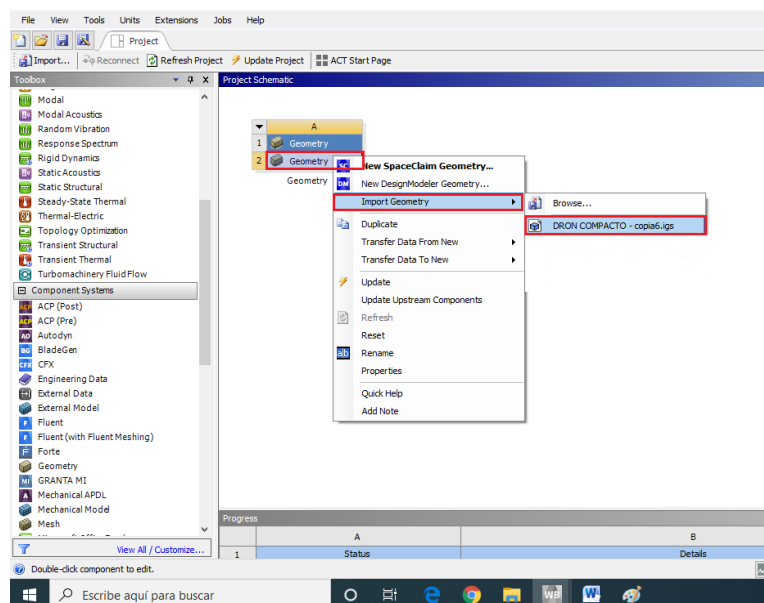 File View Tools Units Extensions Jobs Help
Project
Import... Reconnect Refresh Project Update Project ACT Start Page
Toolbox
Project Schematic
Modal
Modal Acoustics
Random Vibration
Response Spectrum
Rigid Dynamics
Static Acoustics
Static Structural
Steady-State Thermal
Thermal-Electric
Topology Optimization
Transient Structural
Transient Thermal
Turbomachinery Fluid Flow
Component Systems
ACP (Post)
ACP (Pre)
Autodyn
BladeGen
CFX
Engineering Data
External Data
External Model
Fluent
Fluent (with Fluent Meshing)
Forte
Geometry
GRANTA MI
Mechanical APDL
Mechanical Model
Mesh
View All / Customize...
A
1 Geometry
2 Geometry
Geometry
New SpaceClaim Geometry...
New DesignModeler Geometry...
Import Geometry
Duplicate
Transfer Data From New
Transfer Data To New
Update
Update Upstream Components
Refresh
Reset
Rename
Properties
Quick Help
Add Note
Browse...
DRON COMPACTO - copia6.igs
Progress
A B
1 Status Details
Double-click component to edit.
Escribe aquí para buscar